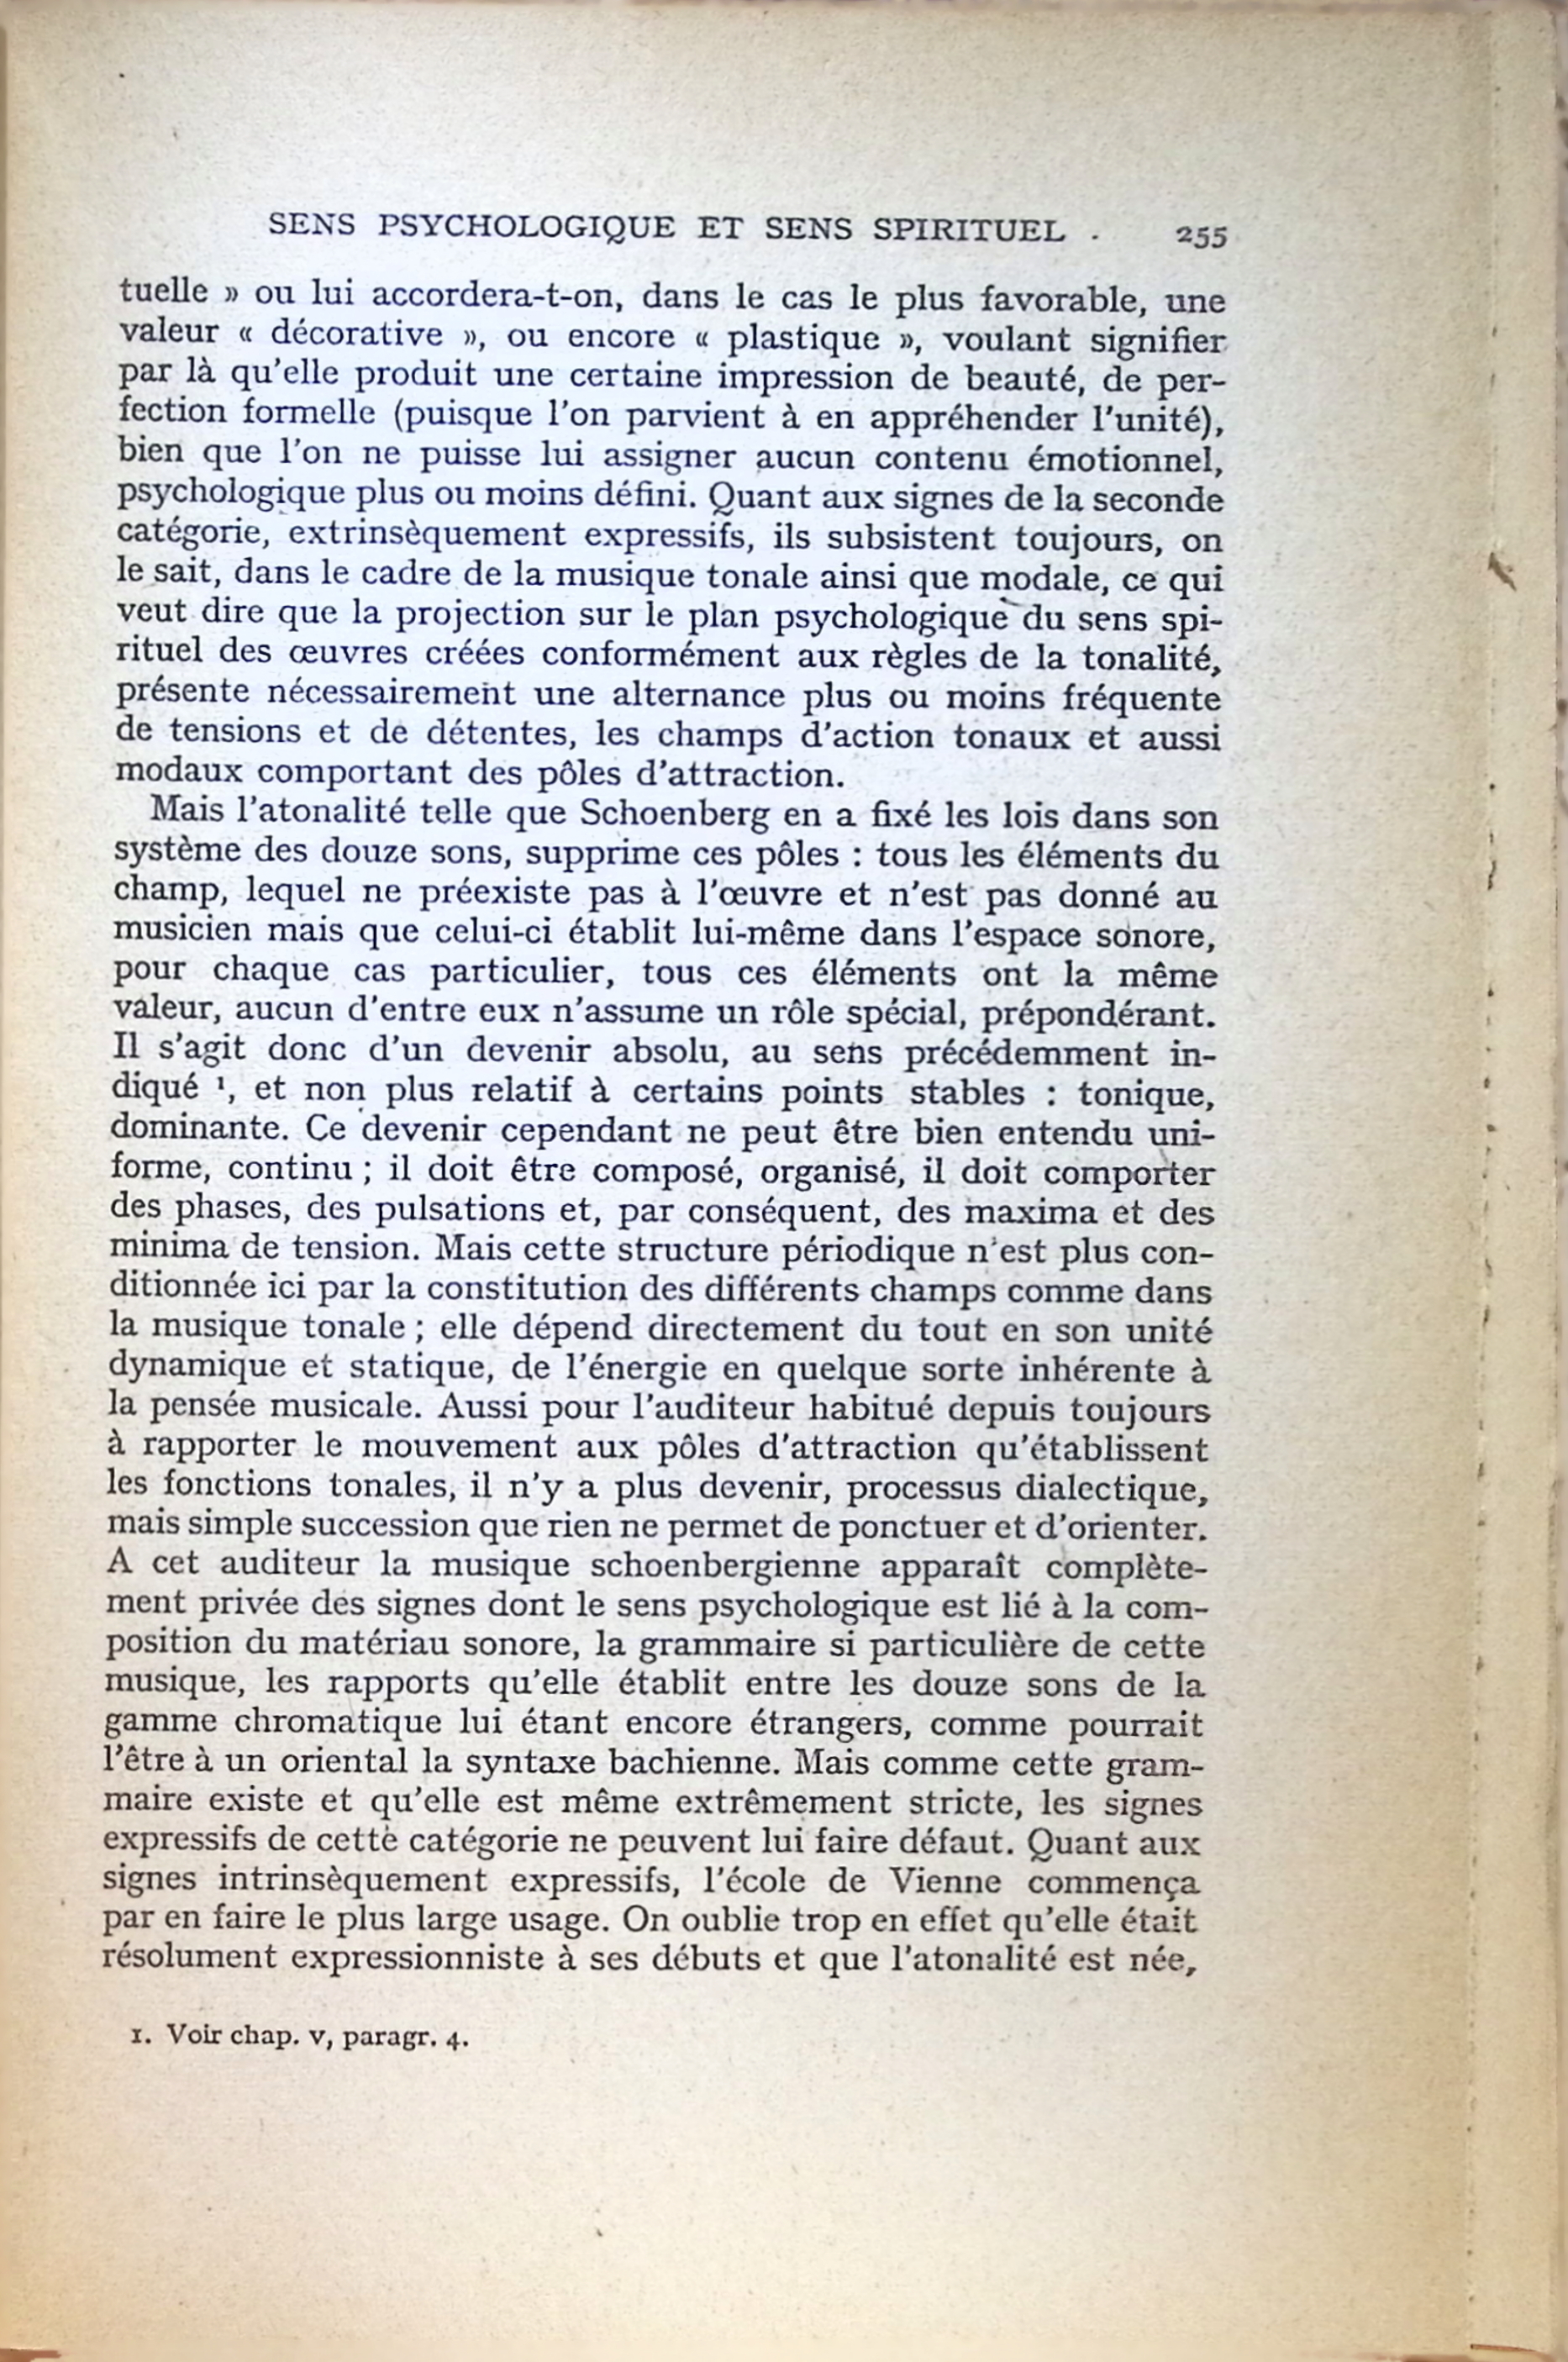 SENS PSYCHOLOGIQUE ET SENS SPIRITUEL . 255
tuelle » ou lui accordera-t-on, dans le cas le plus favorable, une
valeur « décorative », ou encore « plastique », voulant signifier
par là qu'elle produit une certaine impression de beauté, de per-
fection formelle (puisque l'on parvient à en appréhender l'unité),
bien que l'on ne puisse lui assigner aucun contenu émotionnel,
psychologique plus ou moins défini. Quant aux signes de la seconde
catégorie, extrinsèquement expressifs, ils subsistent toujours, on
le sait, dans le cadre de la musique tonale ainsi que modale, ce qui
veut dire que la projection sur le plan psychologique du sens spi-
rituel des œuvres créées conformément aux règles de la tonalité,
présente nécessairement une alternance plus ou moins fréquente
de tensions et de détentes, les champs d'action tonaux et aussi
modaux comportant des pôles d'attraction.
Mais l'atonalité telle que Schoenberg en a fixé les lois dans son
système des douze sons, supprime ces pôles : tous les éléments du
champ, lequel ne préexiste pas à l'œuvre et n'est pas donné au
musicien mais que celui-ci établit lui-même dans l'espace sonore,
pour chaque cas particulier, tous ces éléments ont la même
valeur, aucun d'entre eux n'assume un rôle spécial, prépondérant.
Il s'agit donc d'un devenir absolu, au sens précédemment in-
diqué ¹, et non plus relatif à certains points stables : tonique,
dominante. Ce devenir cependant ne peut être bien entendu uni-
forme, continu ; il doit être composé, organisé, il doit comporter
des phases, des pulsations et, par conséquent, des maxima et des
minima de tension. Mais cette structure périodique n'est plus con-
ditionnée ici par la constitution des différents champs comme dans
la musique tonale ; elle dépend directement du tout en son unité
dynamique et statique, de l'énergie en quelque sorte inhérente à
la pensée musicale. Aussi pour l'auditeur habitué depuis toujours
à rapporter le mouvement aux pôles d'attraction qu'établissent
les fonctions tonales, il n'y a plus devenir, processus dialectique,
mais simple succession que rien ne permet de ponctuer et d'orienter.
A cet auditeur la musique schoenbergienne apparaît complète-
ment privée des signes dont le sens psychologique est lié à la com-
position du matériau sonore, la grammaire si particulière de cette
musique, les rapports qu'elle établit entre les douze sons de la
gamme chromatique lui étant encore étrangers, comme pourrait
l'être à un oriental la syntaxe bachienne. Mais comme cette gram-
maire existe et qu'elle est même extrêmement stricte, les signes
expressifs de cette catégorie ne peuvent lui faire défaut. Quant aux
signes intrinsèquement expressifs, l'école de Vienne commença
par en faire le plus large usage. On oublie trop en effet qu'elle était
résolument expressionniste à ses débuts et que l'atonalité est née,
1. Voir chap. v, paragr. 4.